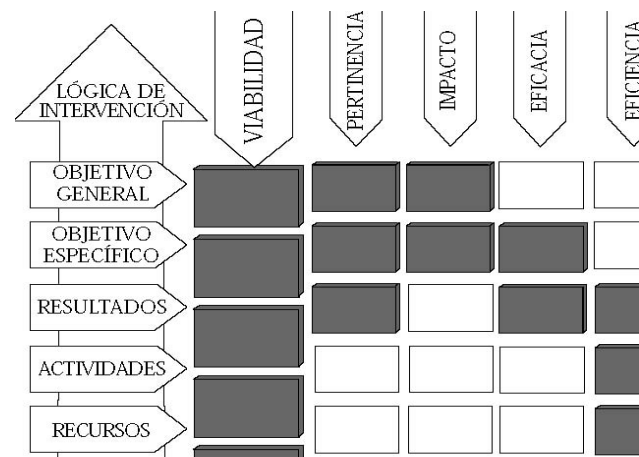 LÓGICA DE
INTERVENCIÓN
VIABILIDAD
PERTINENCIA
IMPACTO
EFICACIA
EFICIENCIA
OBJETIVO
GENERAL
OBJETIVO
ESPECÍFICO
RESULTADOS
ACTIVIDADES
RECURSOS